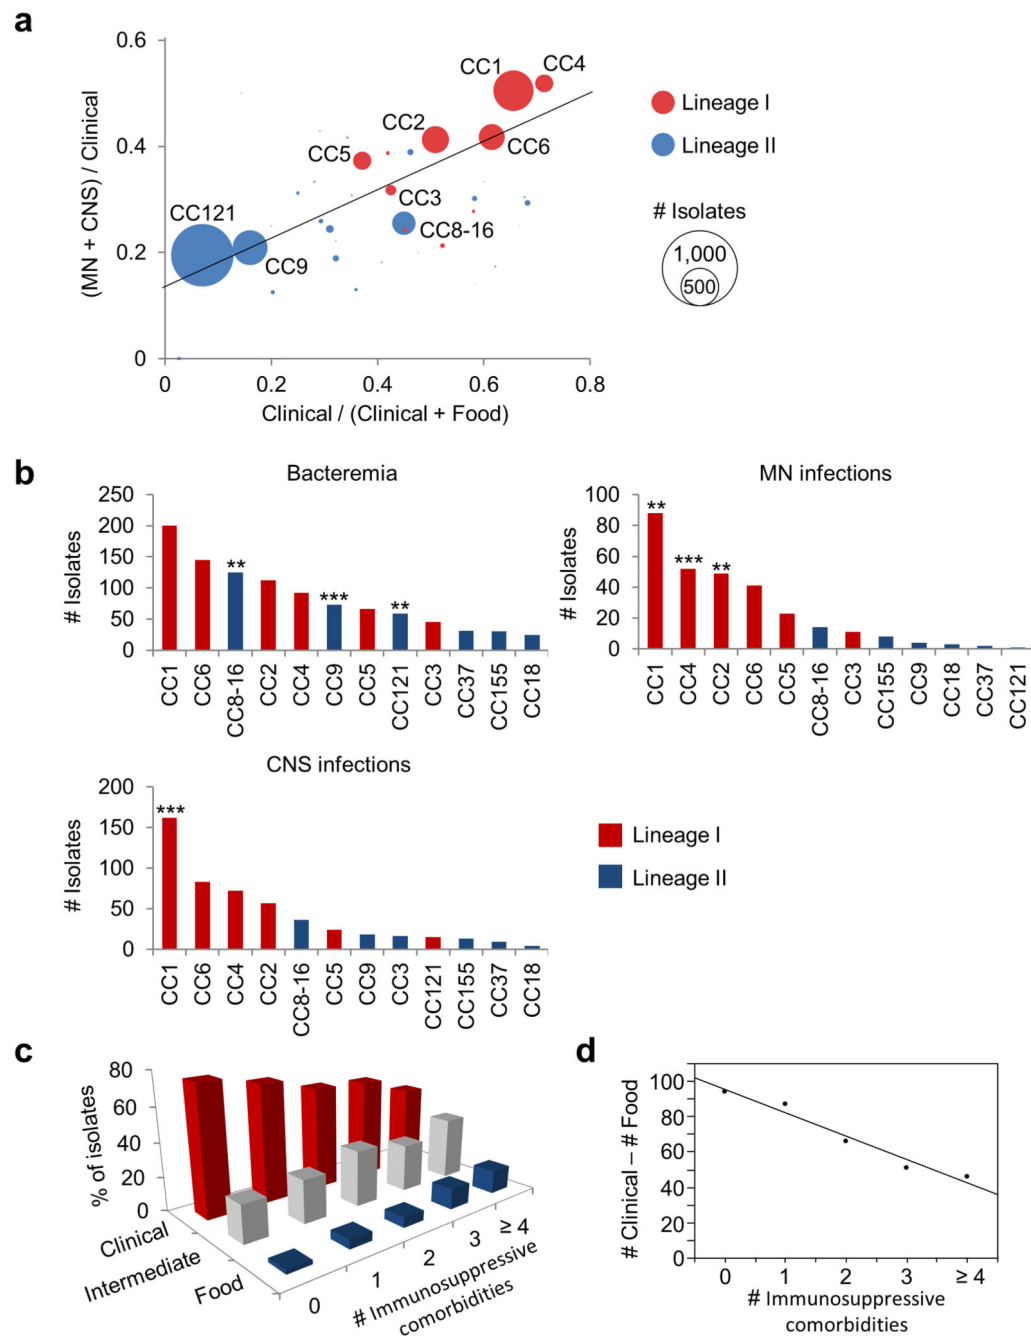 a
0.6
0.4
0.2
0
(MN + CNS) / Clinical
0
0.2
0.4
0.6
0.8
Clinical / (Clinical + Food)
CC1
CC4
CC2
CC6
CC5
CC3
CC8-16
CC121
CC9
Lineage I
Lineage II
# Isolates
1,000
500
b
Bacteremia
# Isolates
250
200
150
100
50
0
**
***
**
CC1
CC6
CC8-16
CC2
CC4
CC9
CC5
CC121
CC3
CC37
CC155
CC18
MN infections
# Isolates
100
80
60
40
20
0
**
***
**
CC1
CC4
CC2
CC6
CC5
CC8-16
CC3
CC155
CC9
CC18
CC37
CC121
CNS infections
# Isolates
200
150
100
50
0
***
CC1
CC6
CC4
CC2
CC8-16
CC5
CC9
CC3
CC121
CC155
CC37
CC18
Lineage I
Lineage II
c
% of isolates
80
60
40
20
0
Clinical
Intermediate
Food
0
1
2
3
≥ 4
# Immunosuppressive
comorbidities
d
# Clinical – # Food
100
80
60
40
20
0
0
1
2
3
≥ 4
# Immunosuppressive
comorbidities